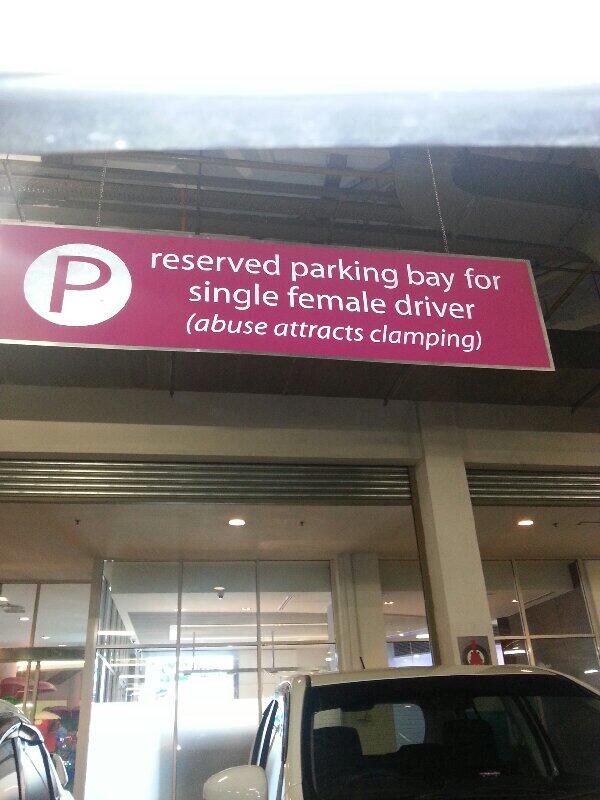 P
reserved parking bay for
single female driver
(abuse attracts clamping)